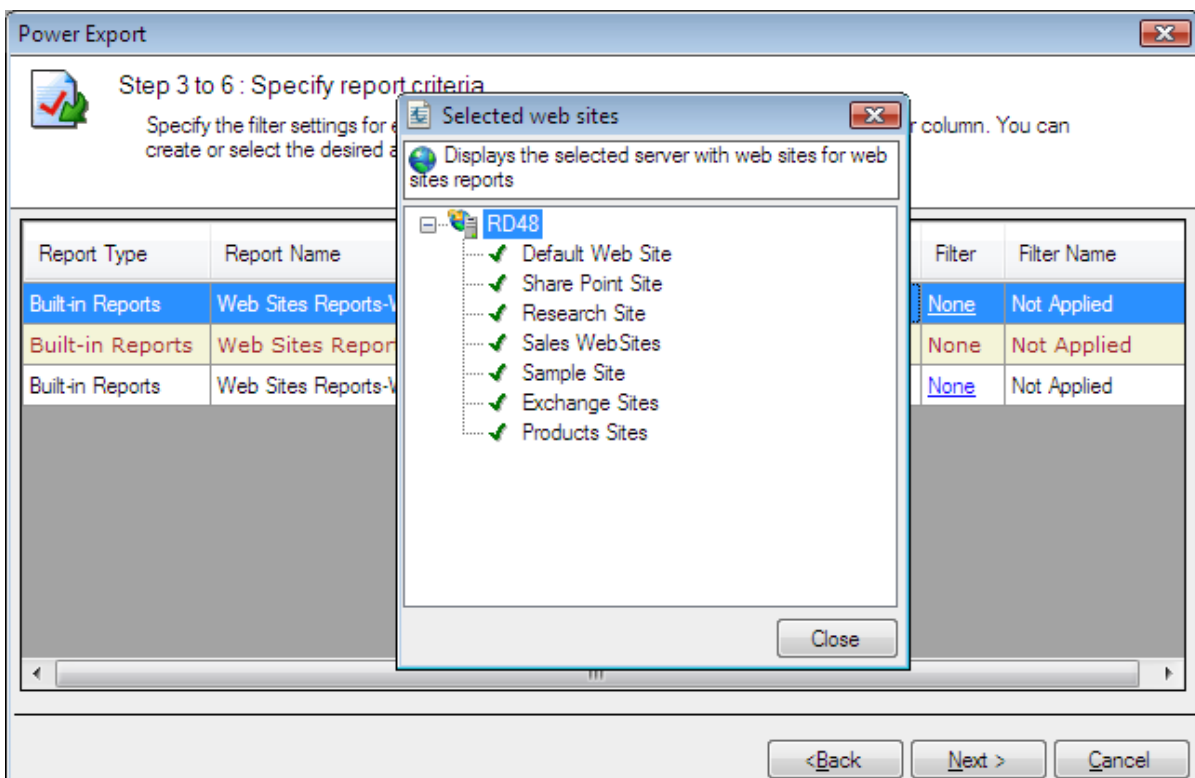 Power Export
Step 3 to 6 : Specify report criteria
Specify the filter settings for
r column. You can
create or select the desired
Selected web sites
Displays the selected server with web sites for web
sites reports
RD48
Default Web Site
Share Point Site
Research Site
Sales WebSites
Sample Site
Exchange Sites
Products Sites
Close
Report Type Report Name Filter Filter Name
Built-in Reports Web Sites Reports- None Not Applied
Built-in Reports Web Sites Repor None Not Applied
Built-in Reports Web Sites Reports- None Not Applied
<Back Next > Cancel